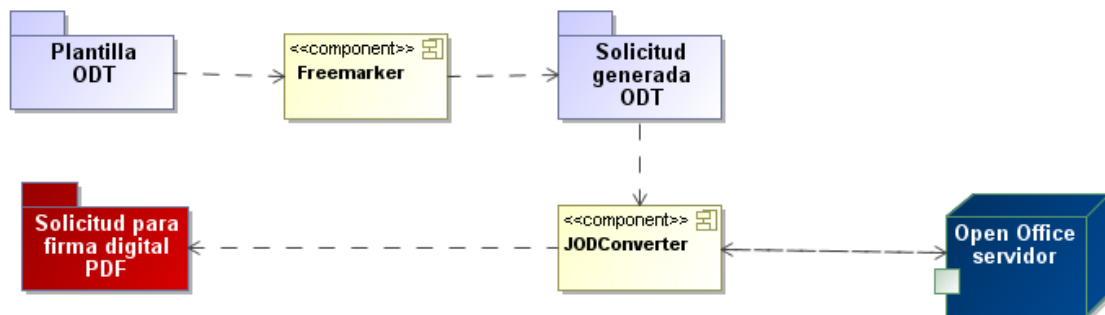 Plantilla
ODT
<<component>>
Freemarker
Solicitud
generada
ODT
Solicitud para
firma digital
PDF
<<component>>
JODConverter
Open Office
servidor